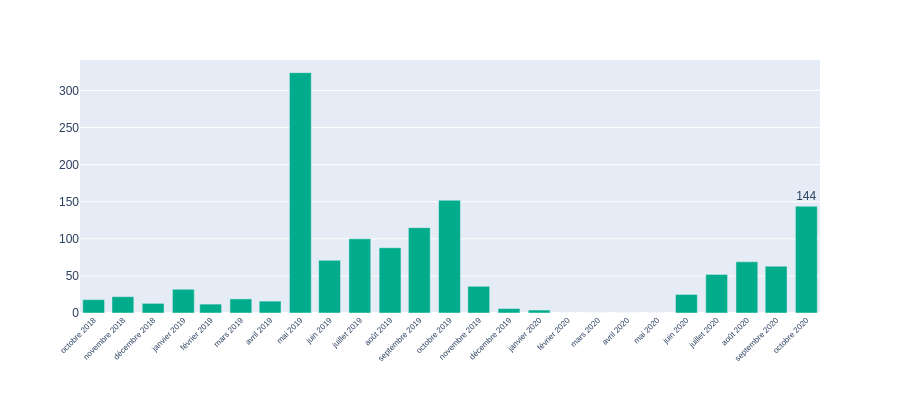 300
250
200
150
100
50
0
144
octobre 2018
novembre 2018
décembre 2018
janvier 2019
février 2019
mars 2019
avril 2019
mai 2019
juin 2019
juillet 2019
août 2019
septembre 2019
octobre 2019
novembre 2019
décembre 2019
janvier 2020
février 2020
mars 2020
avril 2020
mai 2020
juin 2020
juillet 2020
août 2020
septembre 2020
octobre 2020